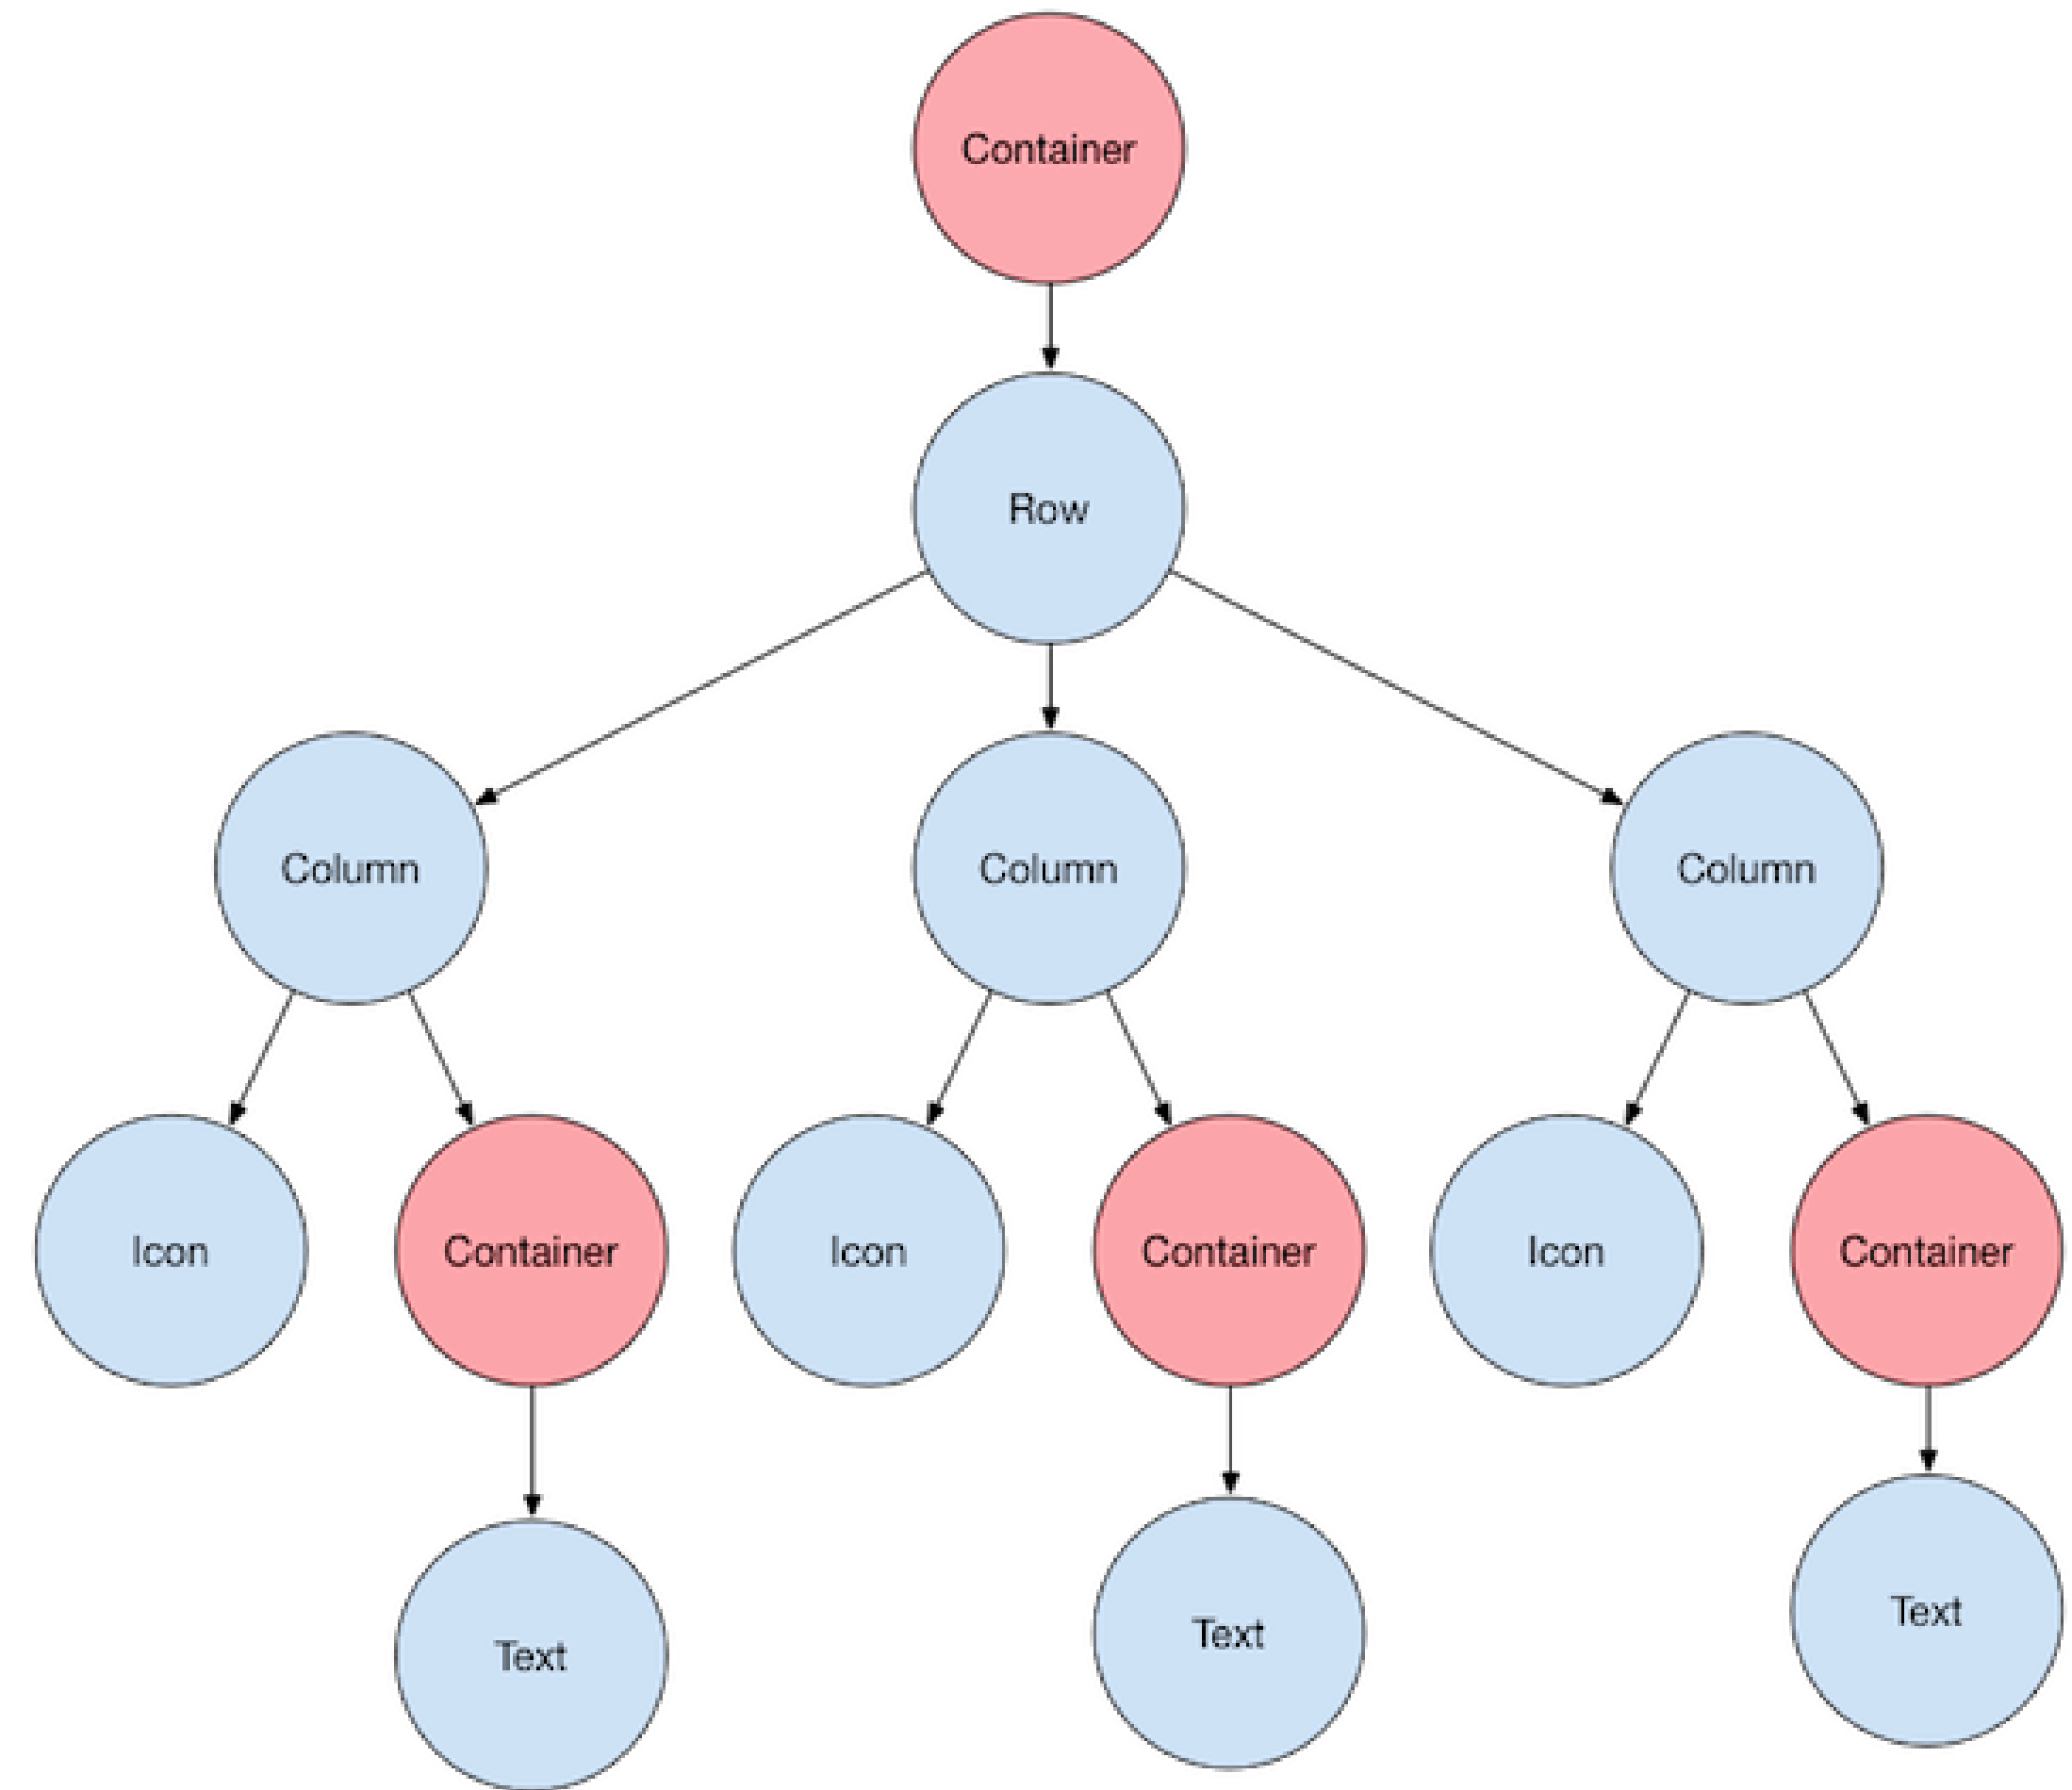 Container
Row
Column
Column
Column
Icon
Container
Icon
Container
Icon
Container
Text
Text
Text